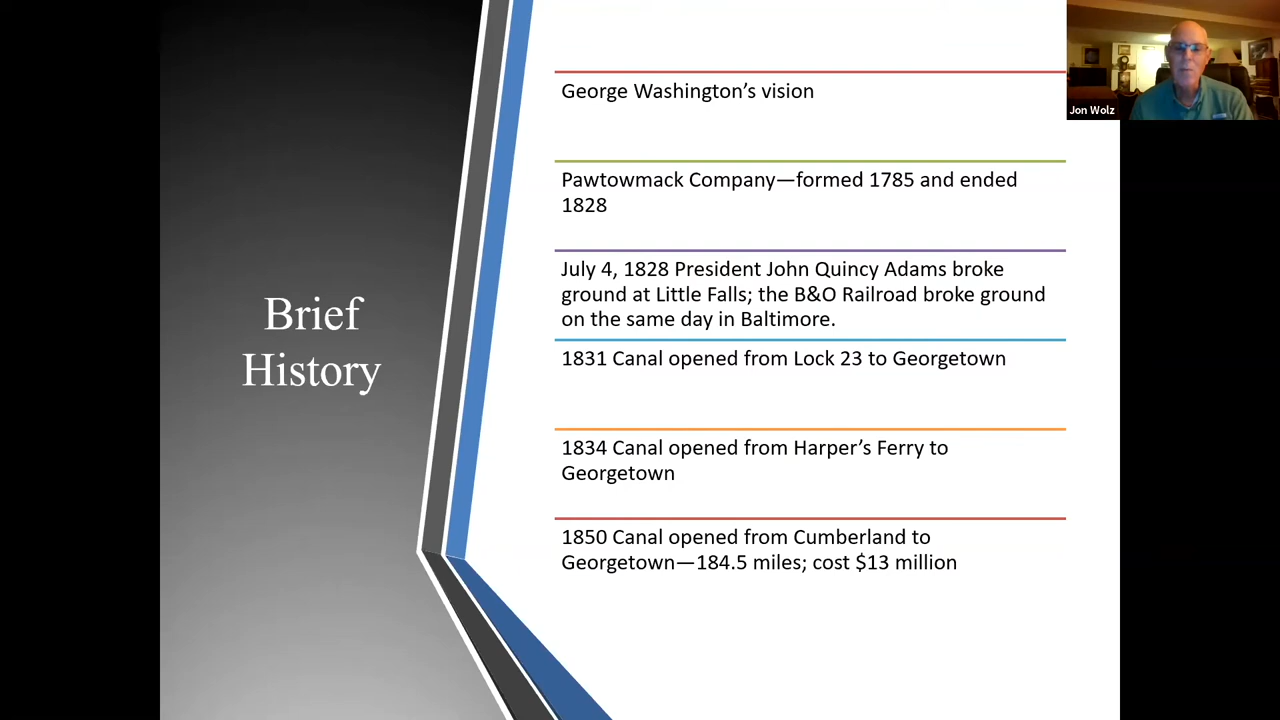 Brief
History
George Washington’s vision
Pawtowmack Company—formed 1785 and ended
1828
July 4, 1828 President John Quincy Adams broke
ground at Little Falls; the B&O Railroad broke ground
on the same day in Baltimore.
1831 Canal opened from Lock 23 to Georgetown
1834 Canal opened from Harper’s Ferry to
Georgetown
1850 Canal opened from Cumberland to
Georgetown—184.5 miles; cost $13 million
Jon Wolz